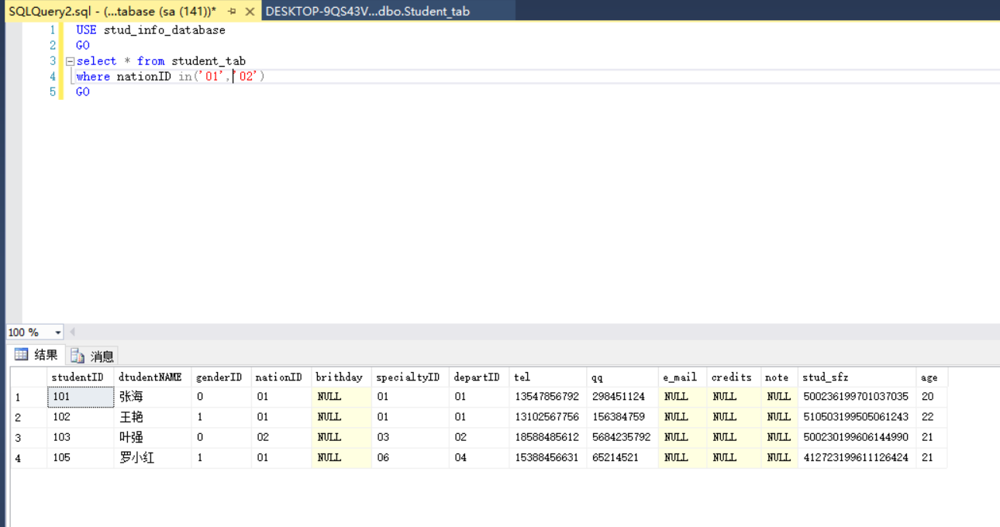 SQLQuery2.sql - (...tabase (sa (141))* DESKTOP-9QS43V...dbo.Student_tab
1 USE stud_info_database
2 GO
3 select * from student_tab
4 where nationID in('01','02')
5 GO
100 %
结果 消息
studentID dtudentNAME genderID nationID brithday specialtyID departID tel qq e_mail credits note stud_sfz age
1 101 张海 0 01 NULL 01 01 13547856792 298451124 NULL NULL NULL 500236199701037035 20
2 102 王艳 1 01 NULL 01 01 13102567756 156384759 NULL NULL NULL 510503199505061243 22
3 103 叶强 0 02 NULL 03 02 18588485612 5684235792 NULL NULL NULL 500230199606144990 21
4 105 罗小红 1 01 NULL 06 04 15388456631 65214521 NULL NULL NULL 412723199611126424 21